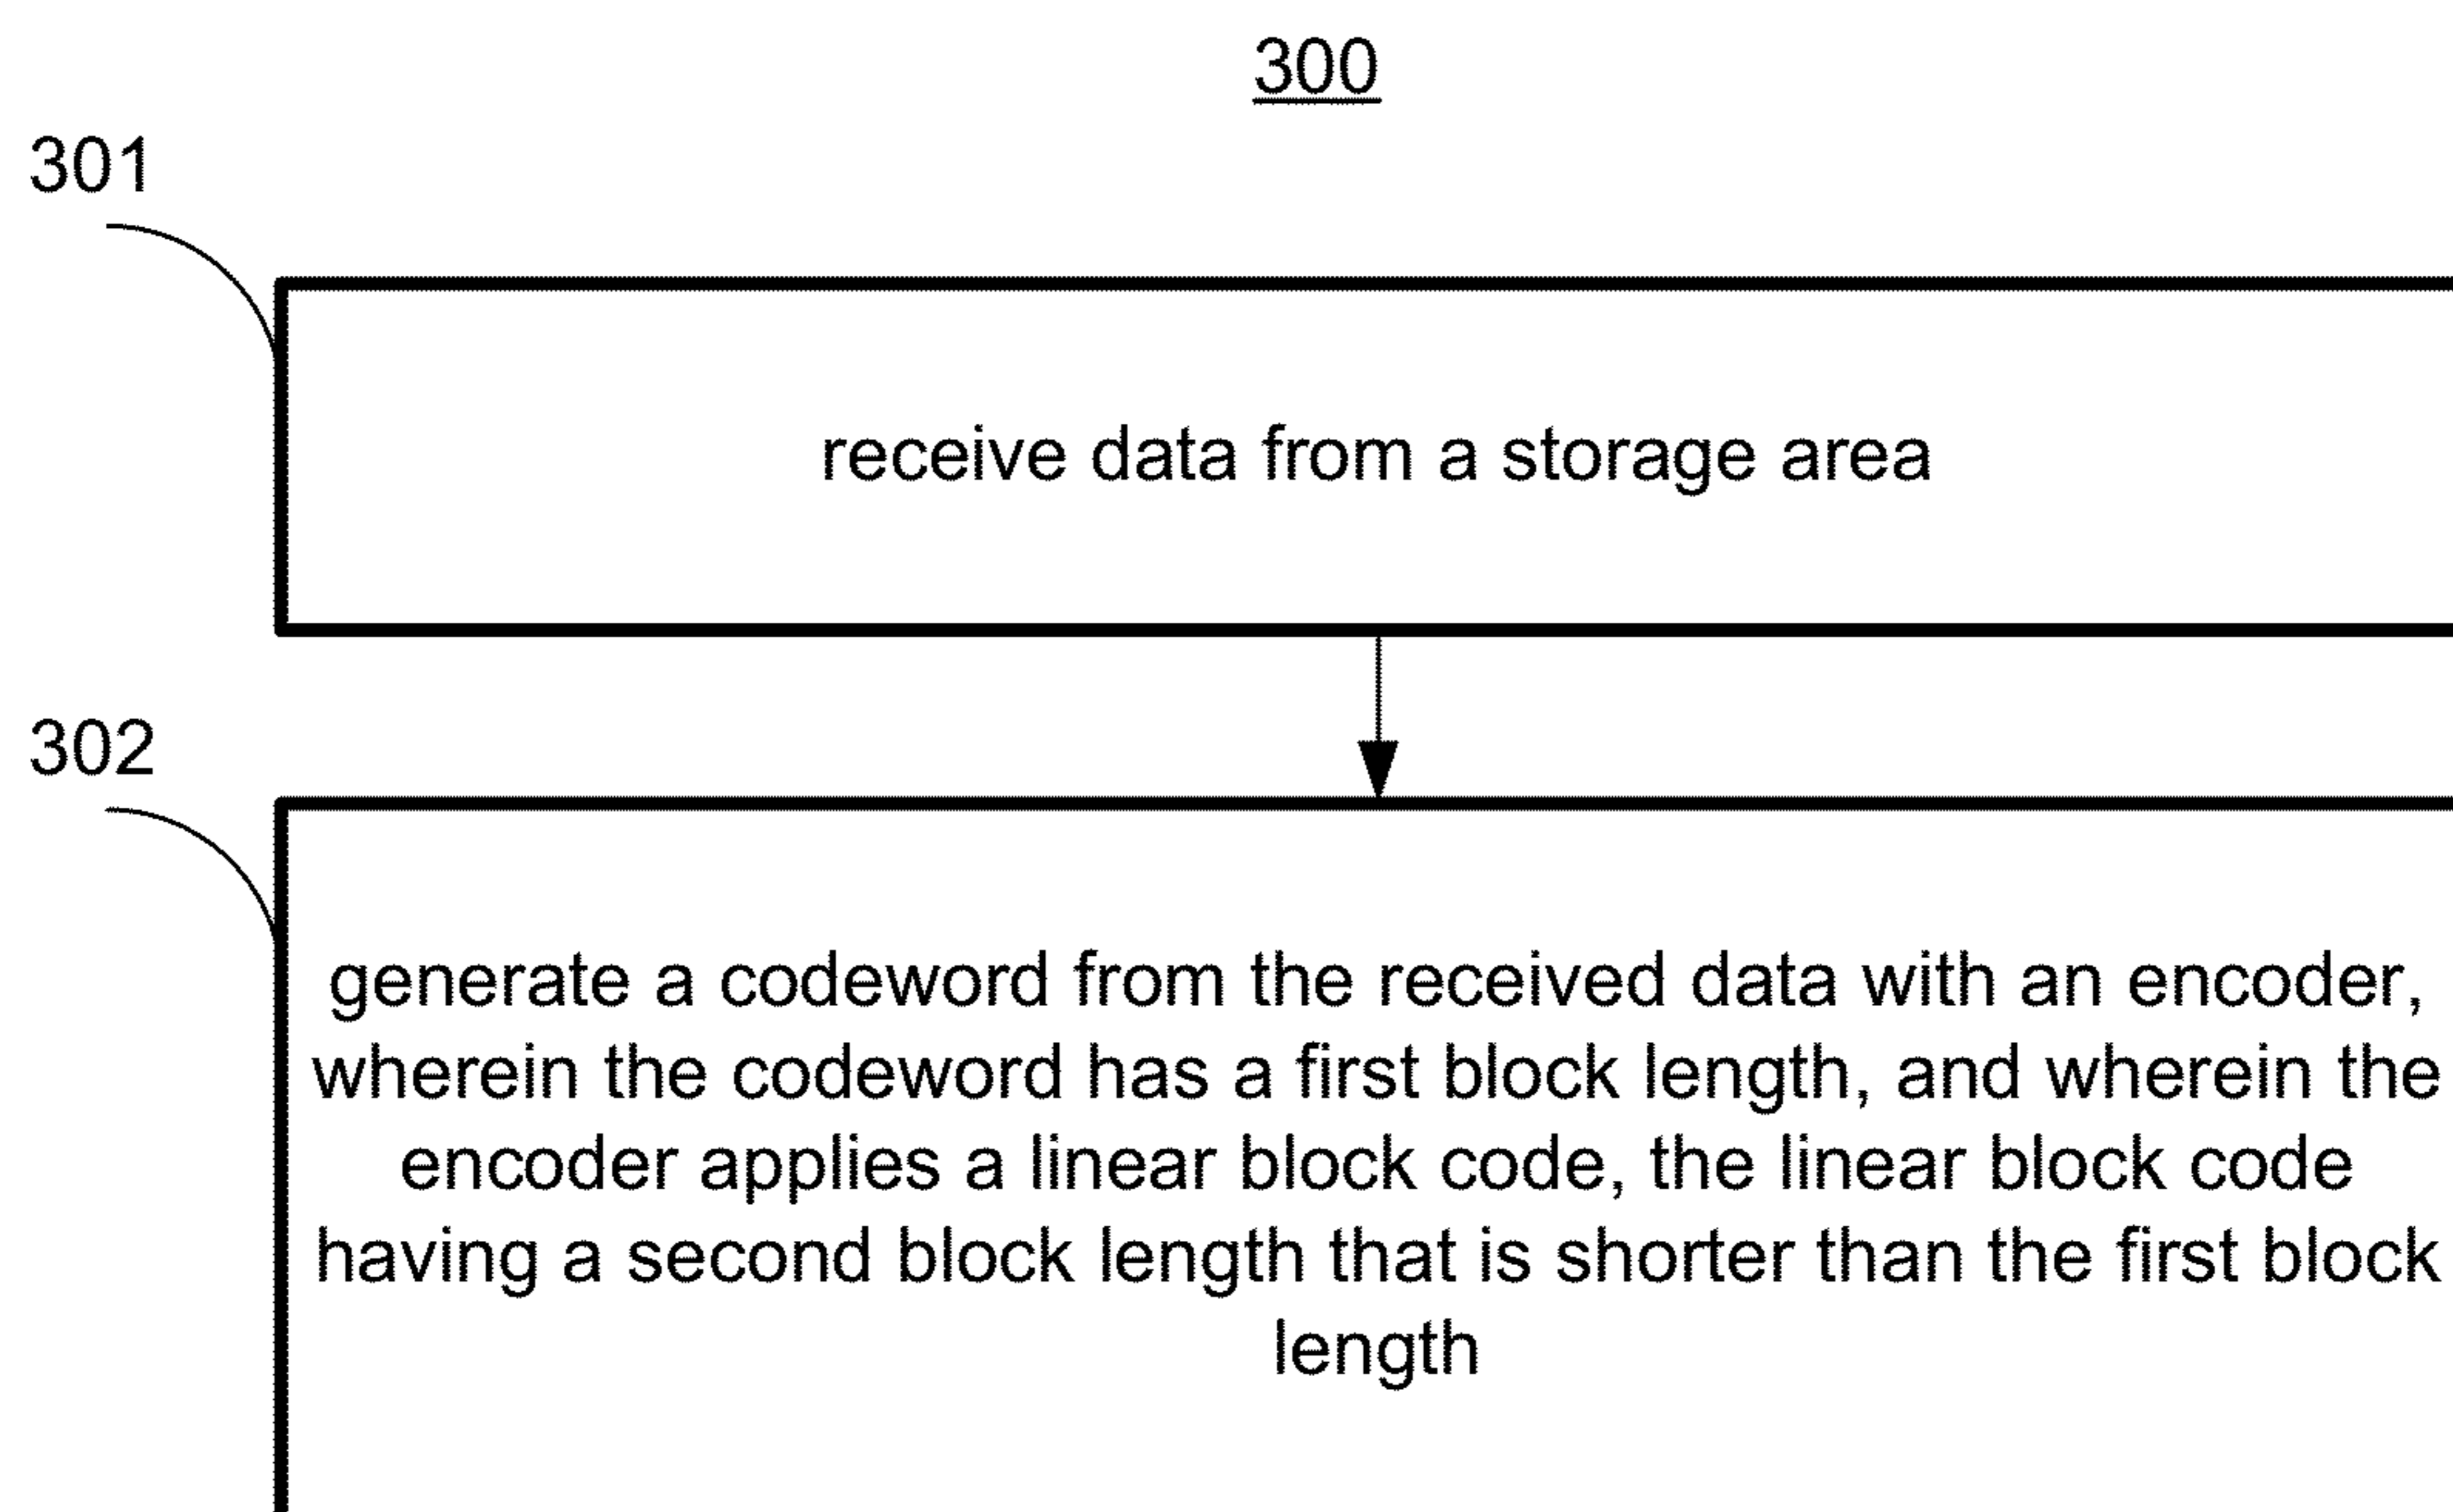 300
301
receive data from a storage area
302
generate a codeword from the received data with an encoder,
wherein the codeword has a first block length, and wherein the
encoder applies a linear block code, the linear block code
having a second block length that is shorter than the first block
length